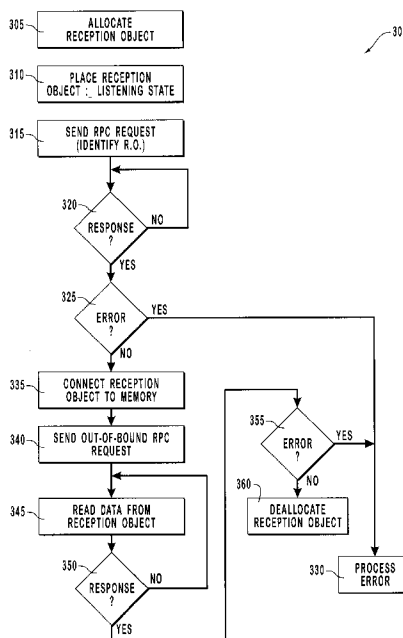 305
ALLOCATE
RECEPTION OBJECT
30
310
PLACE RECEPTION
OBJECT :_ LISTENING STATE
315
SEND RPC REQUEST
(IDENTIFY R.O.)
320
RESPONSE
?
NO
YES
325
ERROR
?
YES
NO
335
CONNECT RECEPTION
OBJECT TO MEMORY
340
SEND OUT-OF-BOUND RPC
REQUEST
355
ERROR
?
YES
NO
345
READ DATA FROM
RECEPTION OBJECT
360
DEALLOCATE
RECEPTION OBJECT
350
RESPONSE
?
NO
YES
330
PROCESS
ERROR